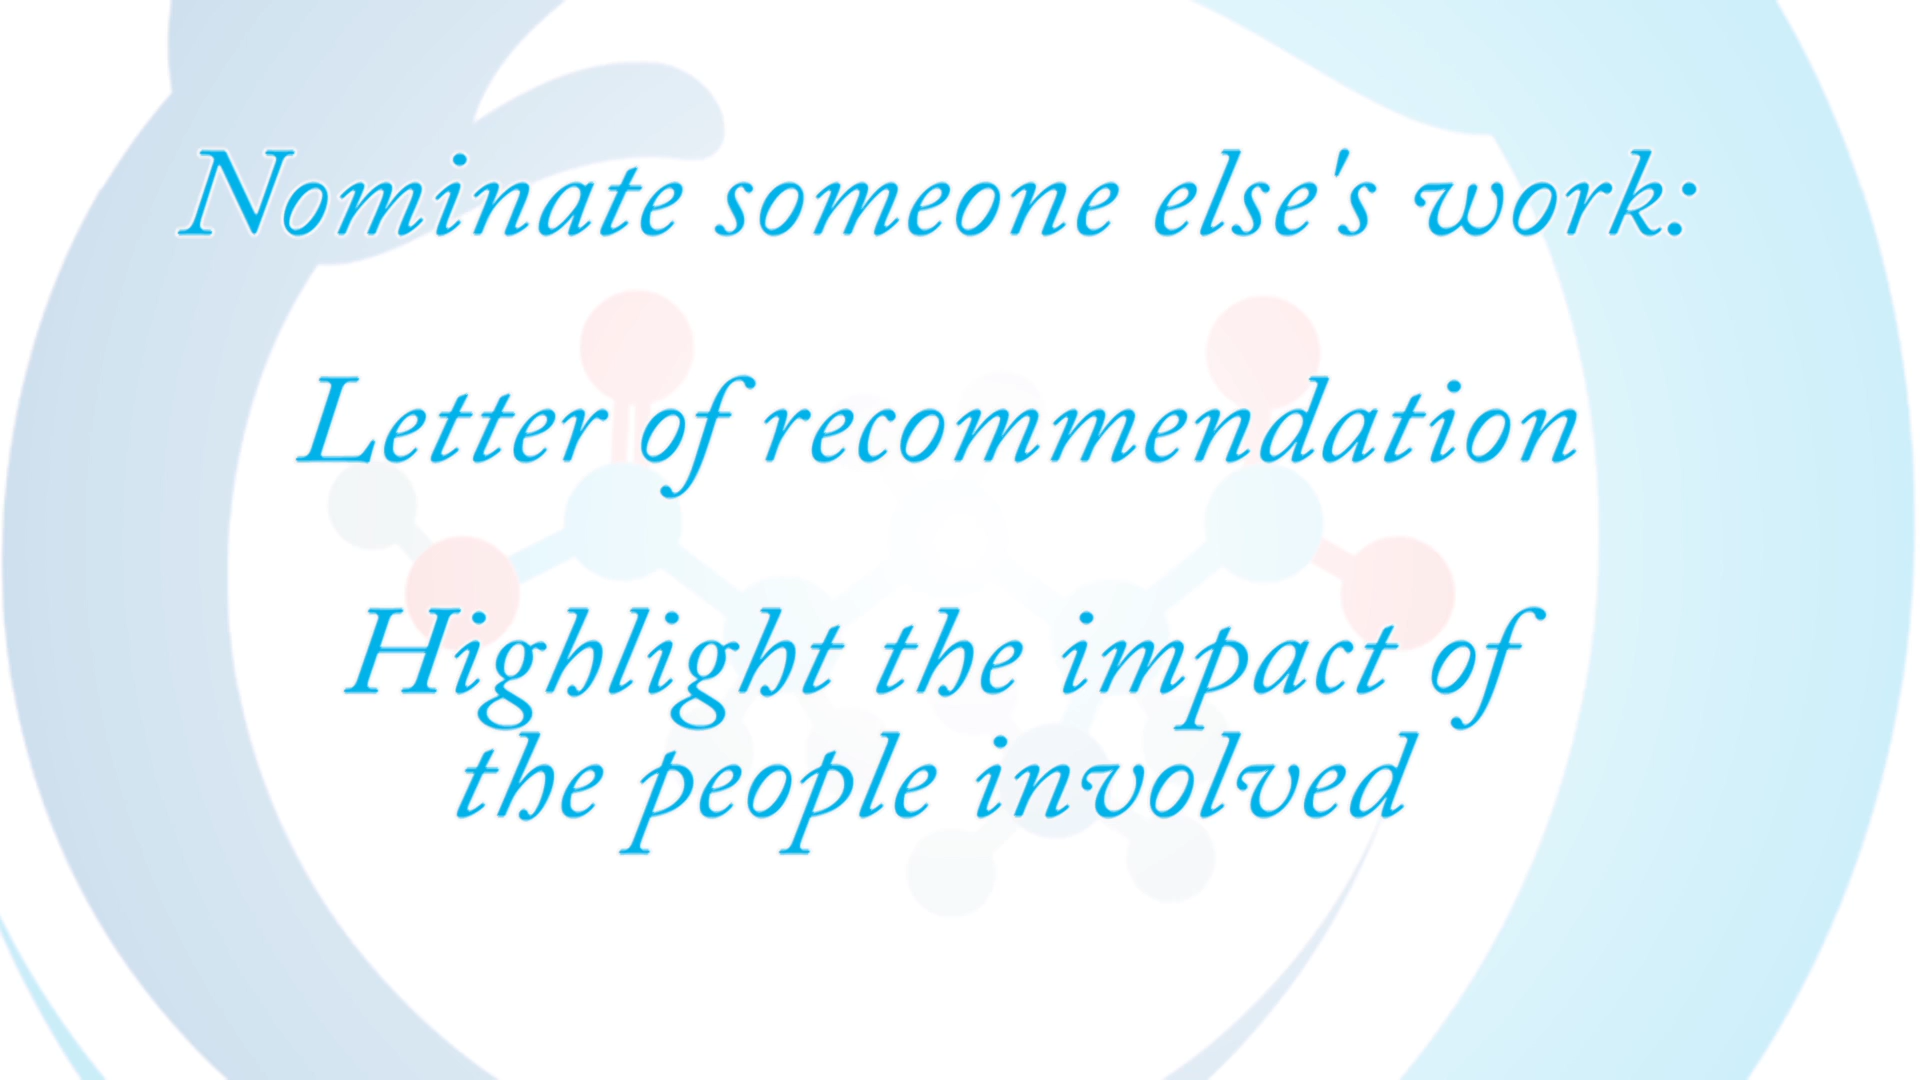 Nominate someone else's work:
Letter of recommendation
Highlight the impact of
the people involved